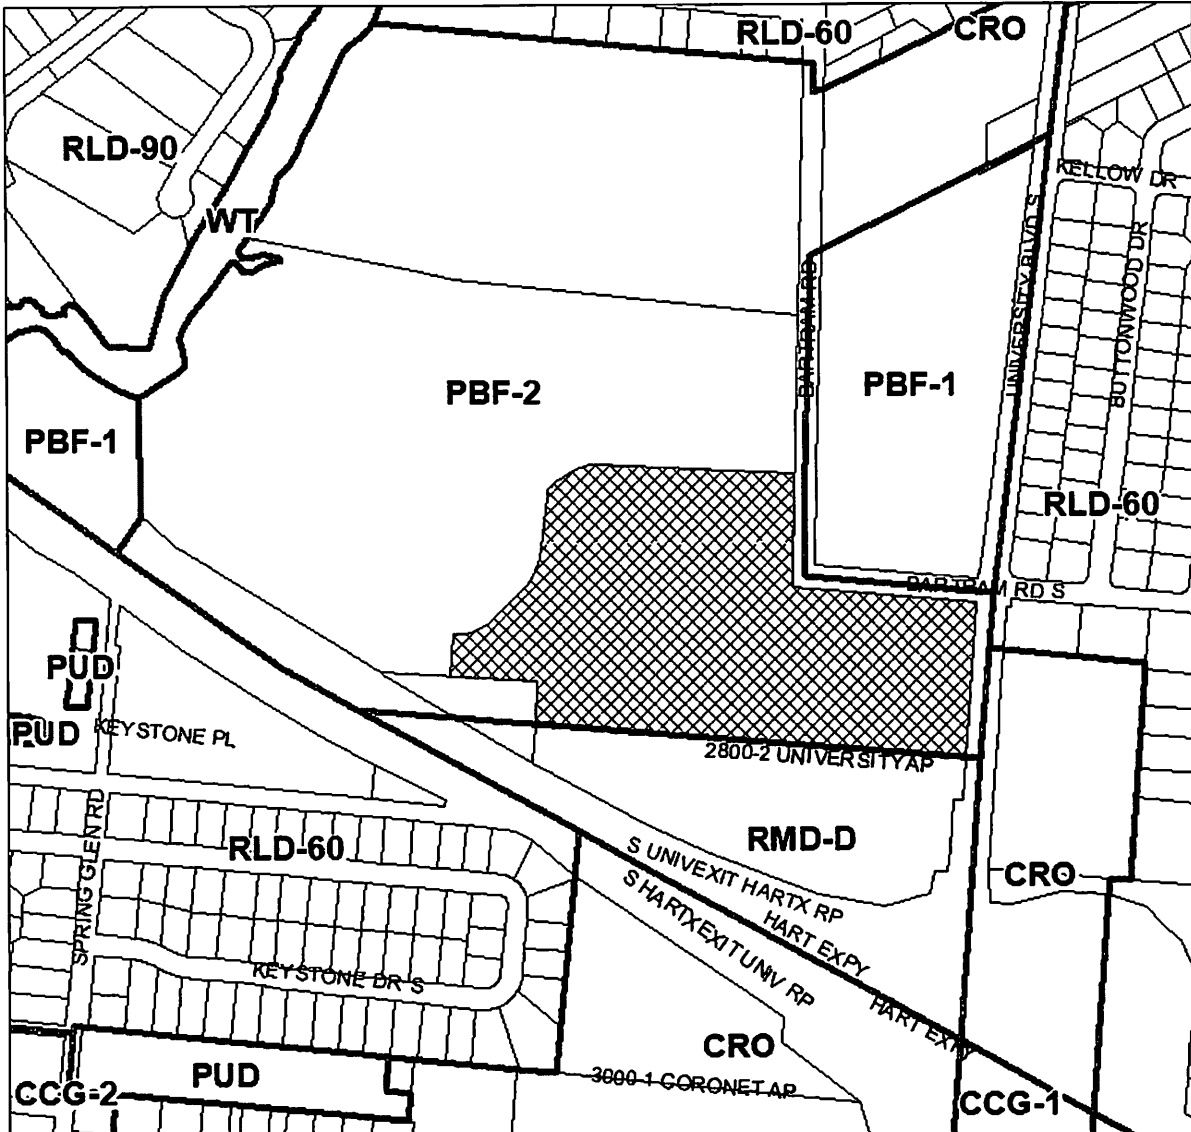 RLD-60
CRO
RLD-90
KELLOW DR
WT
UNIVERSITY BLVD S
BUTTONWOOD DR
BARTRAM RD
PBF-2
PBF-1
PBF-1
RLD-60
BARTRAM RD S
PUD
PUD
KEYSTONE PL
2800-2 UNIVERSITY AP
RLD-60
RMD-D
SPRING GLEN RD
S UNIVEXIT HARTX RP
CRO
S HARTXEXIT UNIV RP
HART EXPY
KEYSTONE DR S
HART EXPY
CRO
PUD
3000-1 CORONET AP
CCG-2
CCG-1